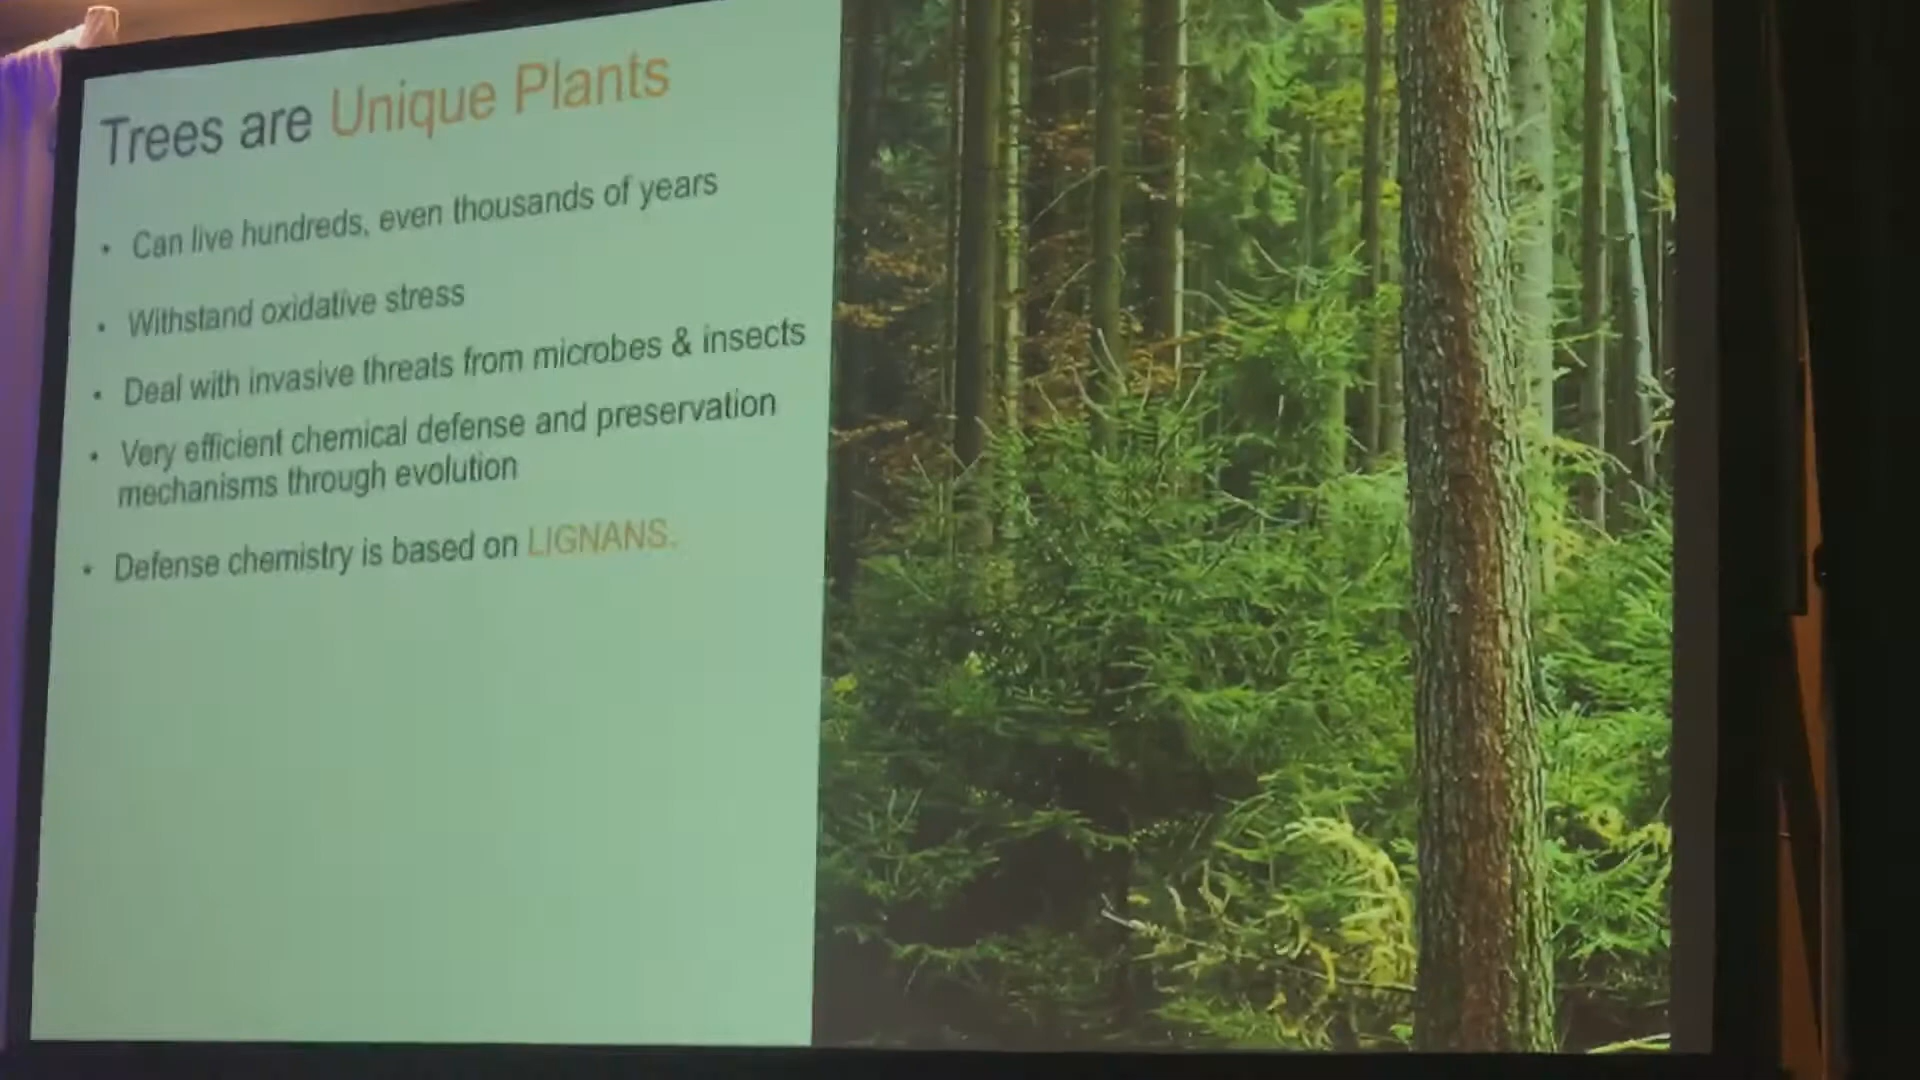 Trees are Unique Plants
• Can live hundreds, even thousands of years
• Withstand oxidative stress
• Deal with invasive threats from microbes & insects
• Very efficient chemical defense and preservation
mechanisms through evolution
• Defense chemistry is based on LIGNANS.